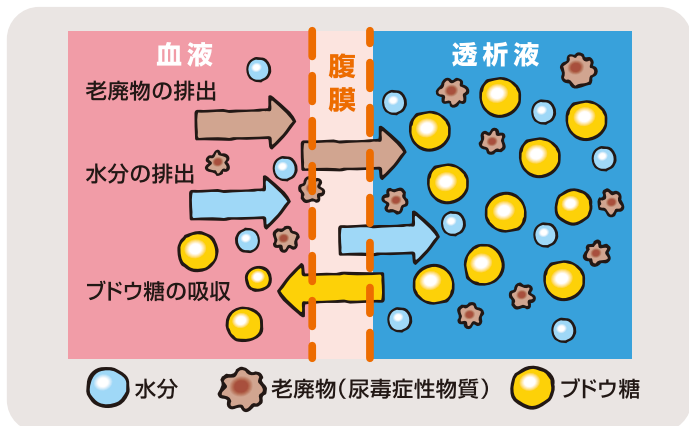 血液
腹膜
透析液
老廃物の排出
水分の排出
ブドウ糖の吸収
水分
老廃物(尿毒症性物質)
ブドウ糖